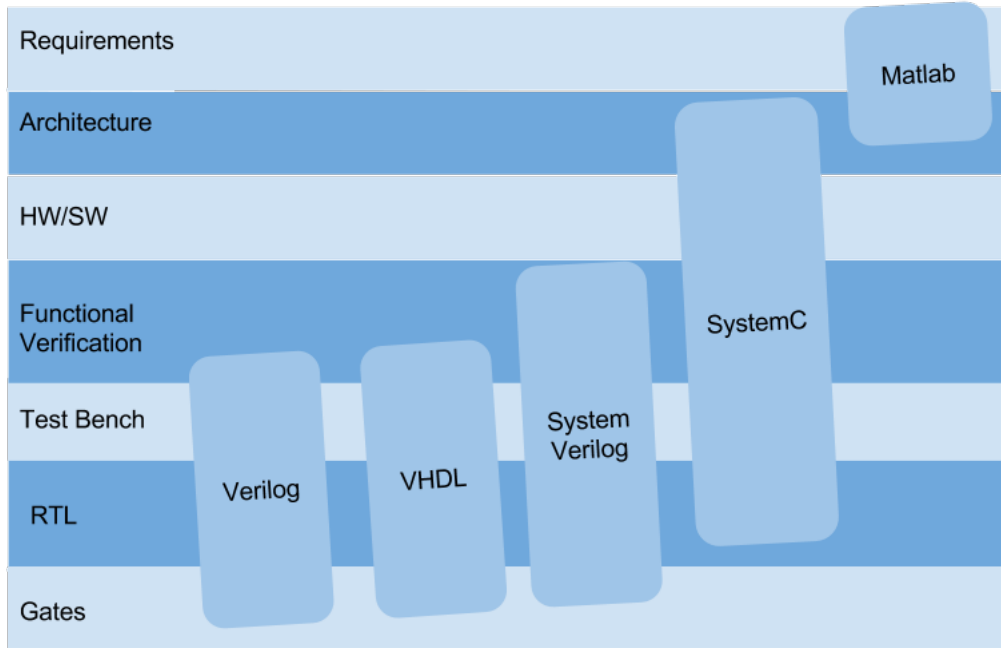 Requirements
Matlab
Architecture
HW/SW
Functional
Verification
SystemC
Test Bench
System
Verilog
VHDL
Verilog
RTL
Gates